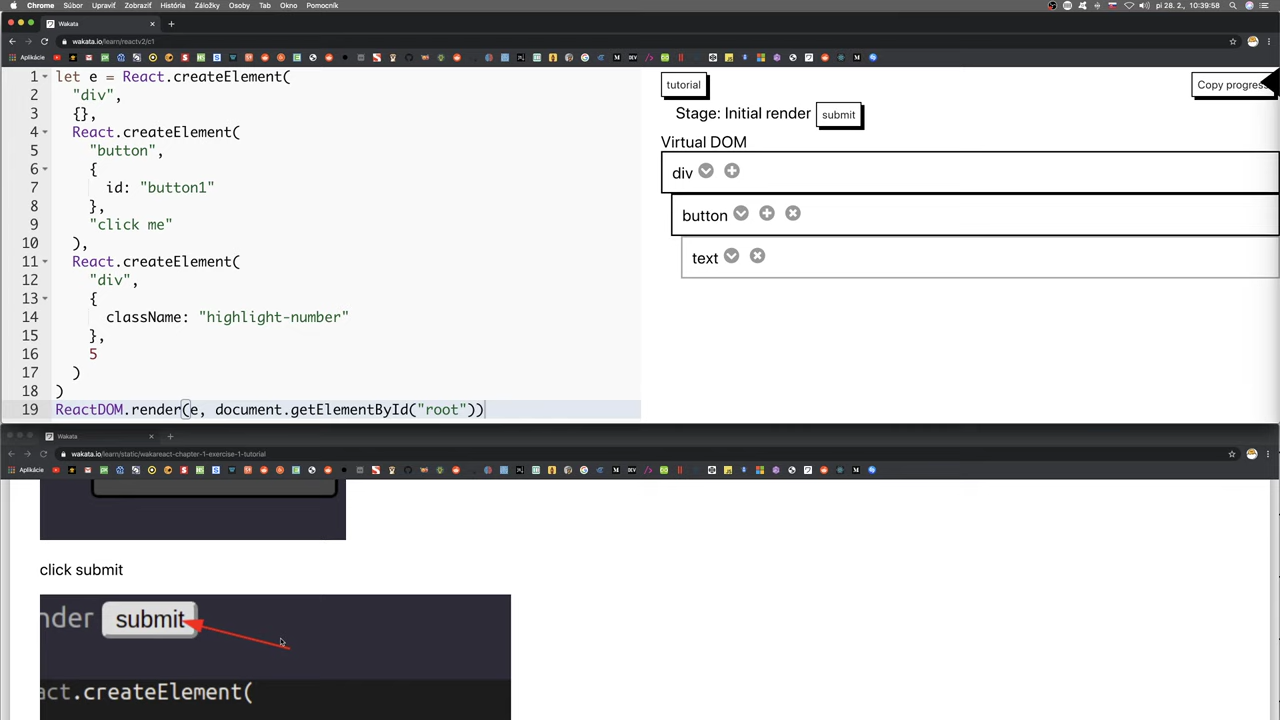 Chrome Súbor Upraviť Zobraziť História Záložky Osoby Tab Okno Pomocník
pi 28. 2., 10:39:58
Wakata
wakata.io/learn/reactv2/c1
Aplikácie
1 let e = React.createElement(
2 "div",
3 {},
4 React.createElement(
5 "button",
6 {
7 id: "button1"
8 },
9 "click me"
10 ),
11 React.createElement(
12 "div",
13 {
14 className: "highlight-number"
15 },
16 5
17 )
18 )
19 ReactDOM.render(e, document.getElementById("root"))
tutorial
Copy progress
Stage: Initial render submit
Virtual DOM
div
button
text
Wakata
wakata.io/learn/static/wakareact-chapter-1-exercise-1-tutorial
Aplikácie
click submit
nder submit
act.createElement(